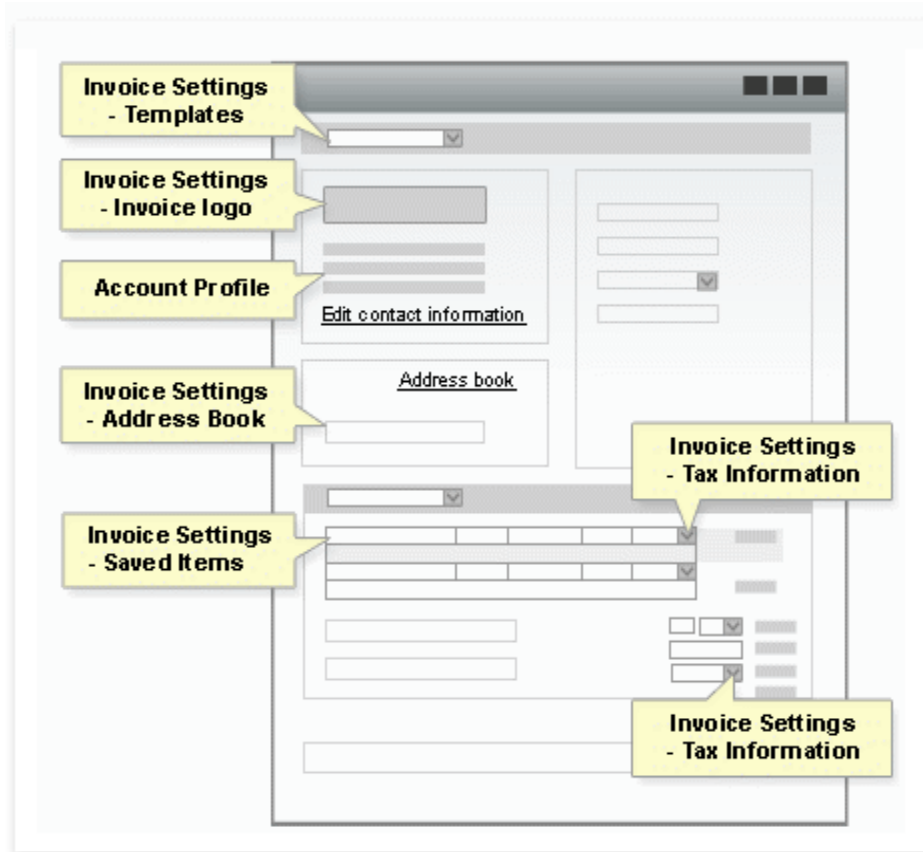 Invoice Settings
- Templates
Invoice Settings
- Invoice logo
Account Profile
Edit contact information
Address book
Invoice Settings
- Address Book
Invoice Settings
- Tax Information
Invoice Settings
- Saved Items
Invoice Settings
- Tax Information